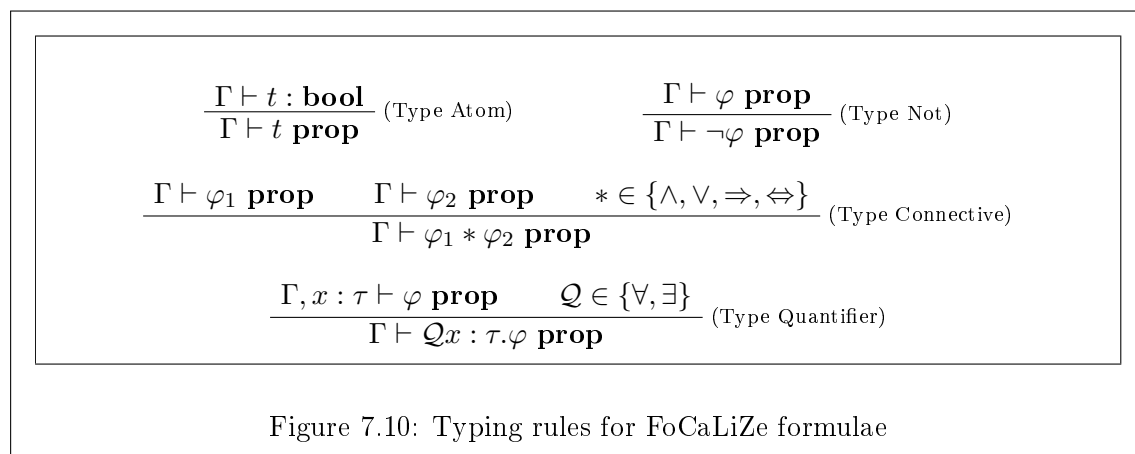 Γ ⊢ t : bool
Γ ⊢ t prop (Type Atom)
Γ ⊢ φ prop
Γ ⊢ ¬φ prop (Type Not)
Γ ⊢ φ₁ prop Γ ⊢ φ₂ prop * ∈ {∧, ∨, ⇒, ⇔}
Γ ⊢ φ₁ * φ₂ prop (Type Connective)
Γ, x : τ ⊢ φ prop 𝒬 ∈ {∀, ∃}
Γ ⊢ 𝒬x : τ.φ prop (Type Quantifier)
Figure 7.10: Typing rules for FoCaLiZe formulae